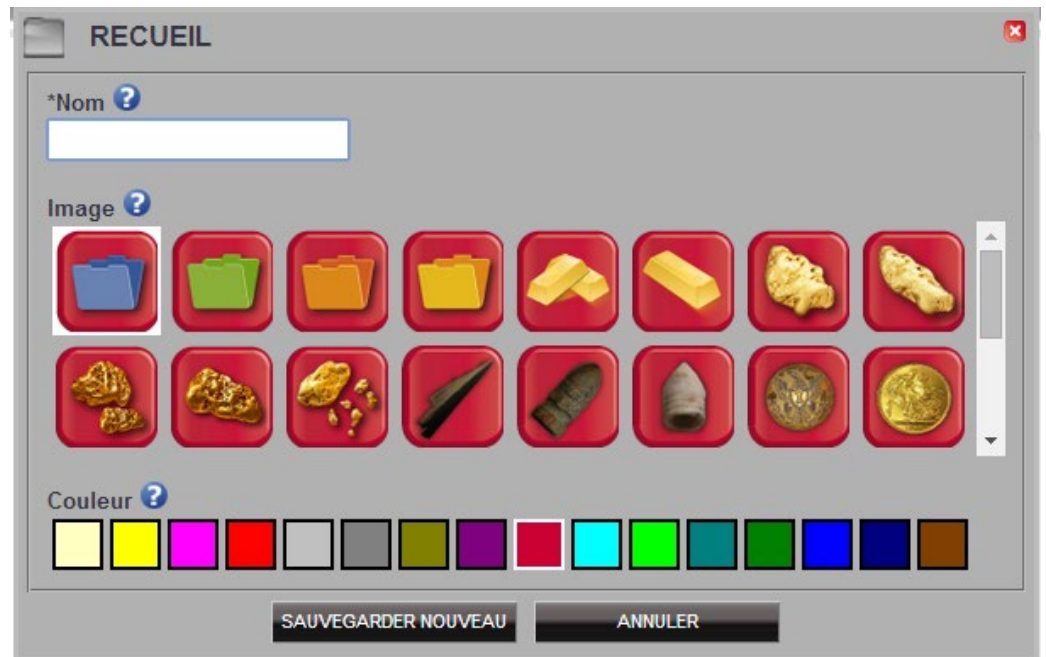 RECUEIL
*Nom ?
Image ?
Couleur ?
SAUVEGARDER NOUVEAU ANNULER